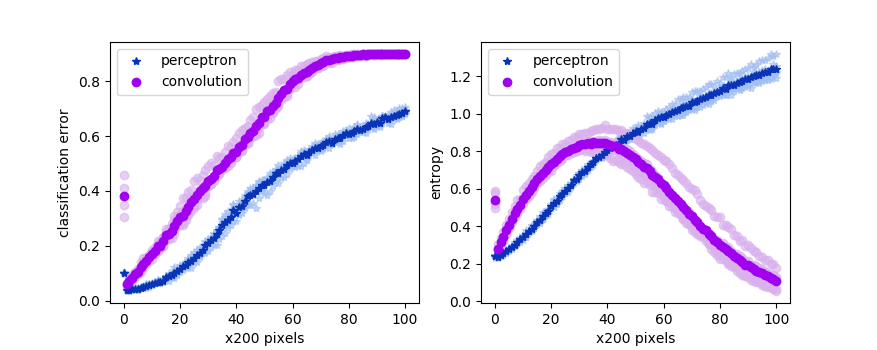 perceptron
convolution
classification error
0.8
0.6
0.4
0.2
0.0
0 20 40 60 80 100
x200 pixels
perceptron
convolution
entropy
1.2
1.0
0.8
0.6
0.4
0.2
0.0
0 20 40 60 80 100
x200 pixels